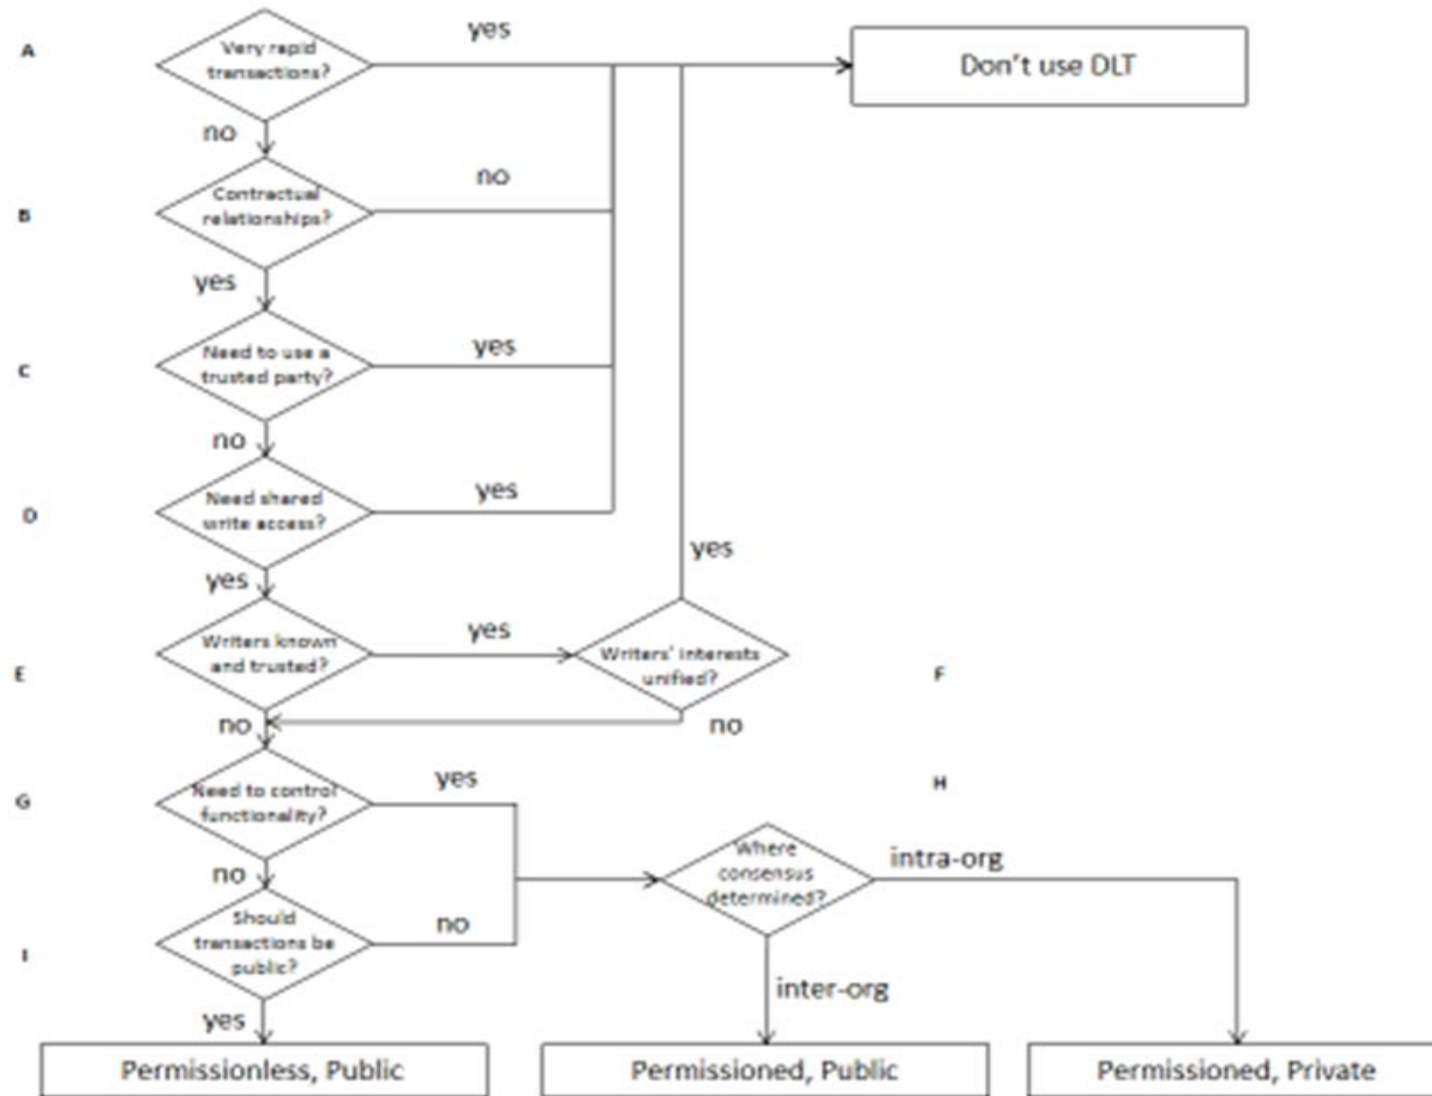 yes
A
Very rapid
transactions?
Don't use DLT
no
no
B
Contractual
relationships?
yes
yes
C
Need to use a
trusted party?
no
yes
D
Need shared
write access?
yes
yes
yes
E
Writers known
and trusted?
Writers' interests
unified?
F
no
no
yes
G
Need to control
functionality?
H
Where
consensus
determined?
intra-org
no
Should
transactions be
public?
no
I
inter-org
yes
Permissionless, Public
Permissioned, Public
Permissioned, Private